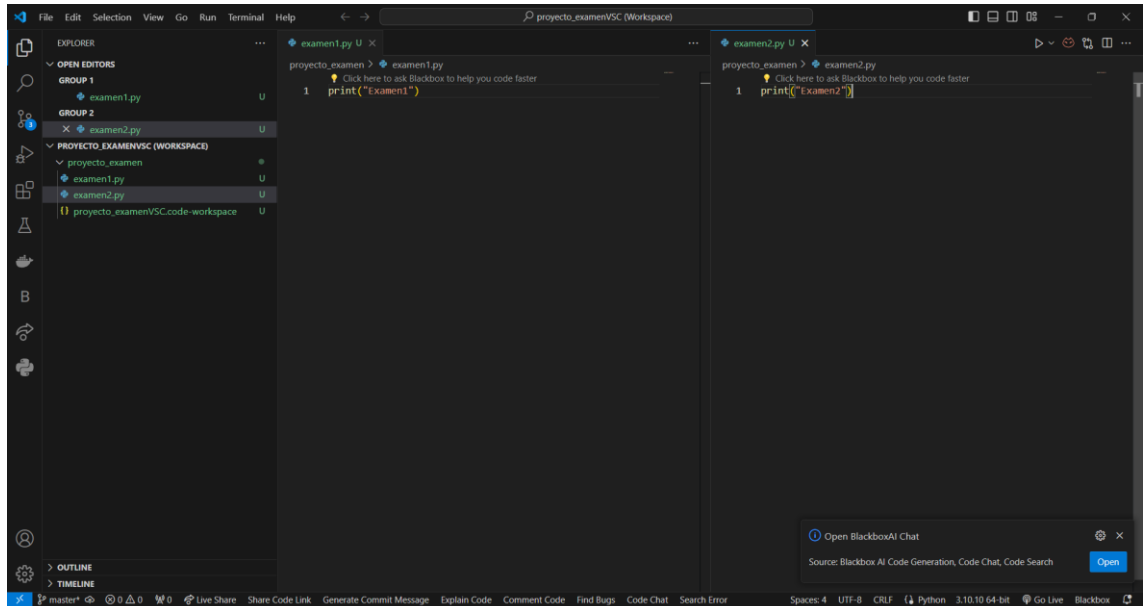 File Edit Selection View Go Run Terminal Help
proyecto_examenVSC (Workspace)
EXPLORER
OPEN EDITORS
GROUP 1
examen1.py U
GROUP 2
examen2.py U
PROYECTO_EXAMENVSC (WORKSPACE)
proyecto_examen
examen1.py U
examen2.py U
{} proyecto_examenVSC.code-workspace U
OUTLINE
TIMELINE
examen1.py U
proyecto_examen > examen1.py
Click here to ask Blackbox to help you code faster
1 print("Examen1")
examen2.py U
proyecto_examen > examen2.py
Click here to ask Blackbox to help you code faster
1 print("Examen2")
3
B
Open BlackboxAI Chat
Source: Blackbox AI Code Generation, Code Chat, Code Search
Open
master* 0 0 0 Live Share Share Code Link Generate Commit Message Explain Code Comment Code Find Bugs Code Chat Search Error Spaces: 4 UTF-8 CRLF Python 3.10.10 64-bit Go Live Blackbox